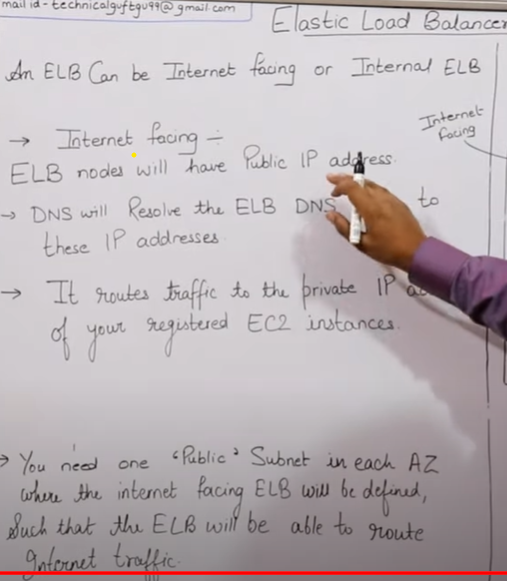 mail id - technicalguftgu99@gmail.com
Elastic Load Balancer
An ELB Can be Internet facing or Internal ELB
Internet
facing
→ Internet facing ÷
ELB nodes will have Public IP address.
→ DNS will Resolve the ELB DNS to
these IP addresses.
→ It routes traffic to the private IP
of your registered EC2 instances.
→ You need one 'Public' Subnet in each AZ
where the internet facing ELB will be defined,
Such that the ELB will be able to route
Internet traffic.